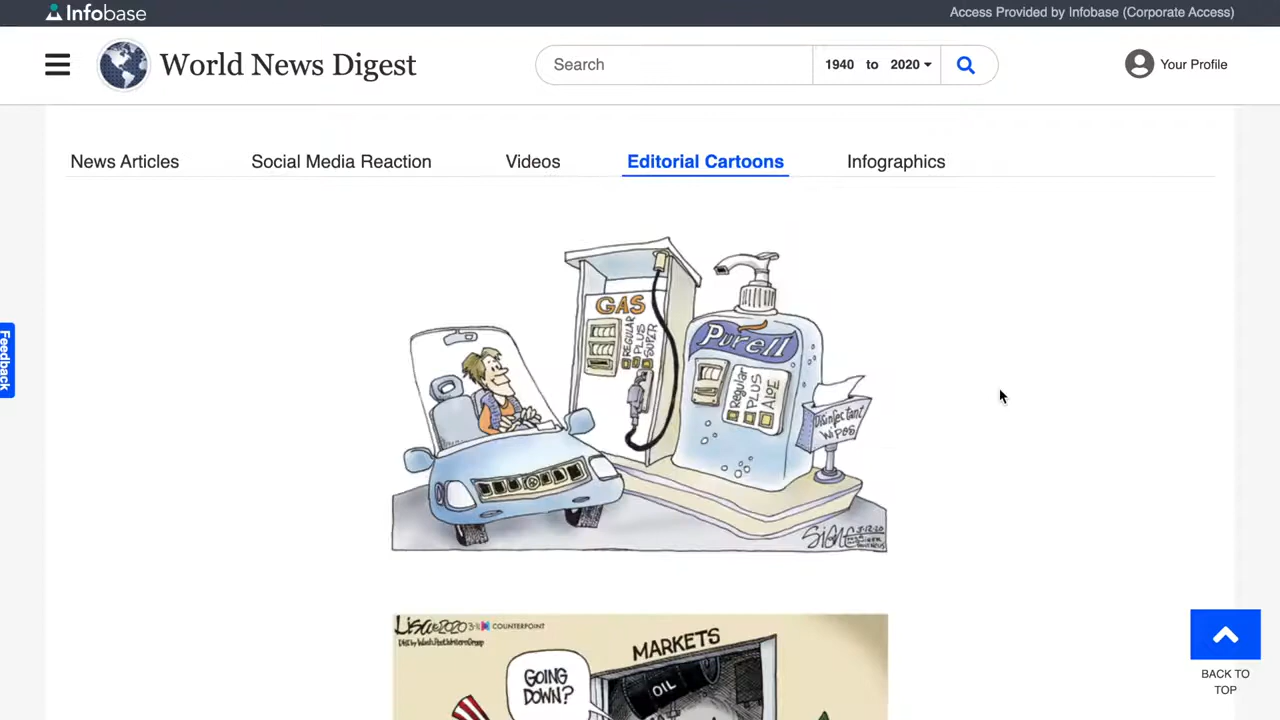 Infobase
Access Provided by Infobase (Corporate Access)
World News Digest
Search
1940 to 2020
Your Profile
News Articles
Social Media Reaction
Videos
Editorial Cartoons
Infographics
Feedback
GAS
REGULAR
PLUS
SUPER
Purell
Regular
PLUS
ALOE
Disinfectant
Wipes
Signe
COUNTERPOINT
MARKETS
GOING
DOWN?
OIL
BACK TO
TOP